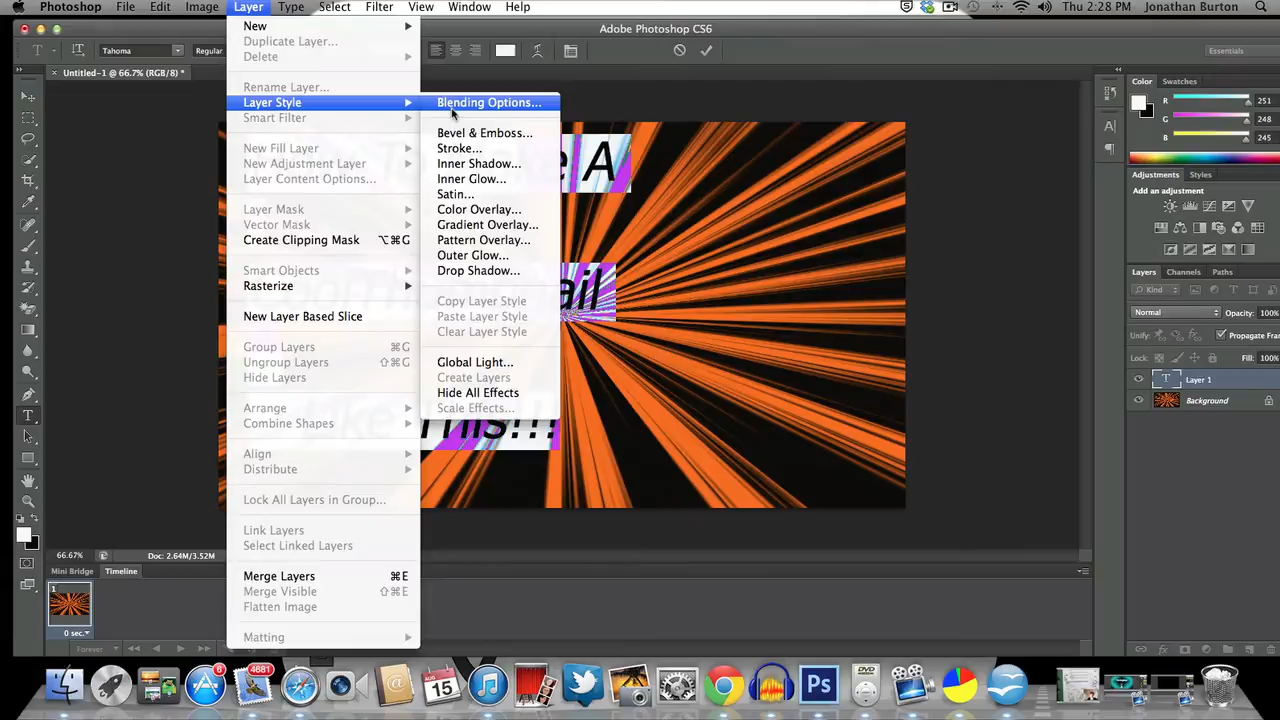 Photoshop File Edit Image Layer Type Select Filter View Window Help Thu 2:28 PM Jonathan Burton
Adobe Photoshop CS6
T Tahoma Regular Essentials
× Untitled-1 @ 66.7% (RGB/8) *
New
Duplicate Layer...
Delete
Rename Layer...
Layer Style
Smart Filter
New Fill Layer
New Adjustment Layer
Layer Content Options...
Layer Mask
Vector Mask
Create Clipping Mask ⌥⌘G
Smart Objects
Rasterize
New Layer Based Slice
Group Layers ⌘G
Ungroup Layers ⇧⌘G
Hide Layers
Arrange
Combine Shapes
Align
Distribute
Lock All Layers in Group...
Link Layers
Select Linked Layers
Merge Layers ⌘E
Merge Visible ⇧⌘E
Flatten Image
Matting
Blending Options...
Bevel & Emboss...
Stroke...
Inner Shadow...
Inner Glow...
Satin...
Color Overlay...
Gradient Overlay...
Pattern Overlay...
Outer Glow...
Drop Shadow...
Copy Layer Style
Paste Layer Style
Clear Layer Style
Global Light...
Create Layers
Hide All Effects
Scale Effects...
e A
ail
This!!!
Color Swatches
R 251
G 248
B 245
Adjustments Styles
Add an adjustment
Layers Channels Paths
Kind
Normal Opacity: 100%
Unify: Propagate Fra
Lock: Fill: 100%
T Layer 1
Background
66.67% Doc: 2.64M/3.52M
Mini Bridge Timeline
1
0 sec.
Forever
6
4681
JUL
15
Ps
DVD